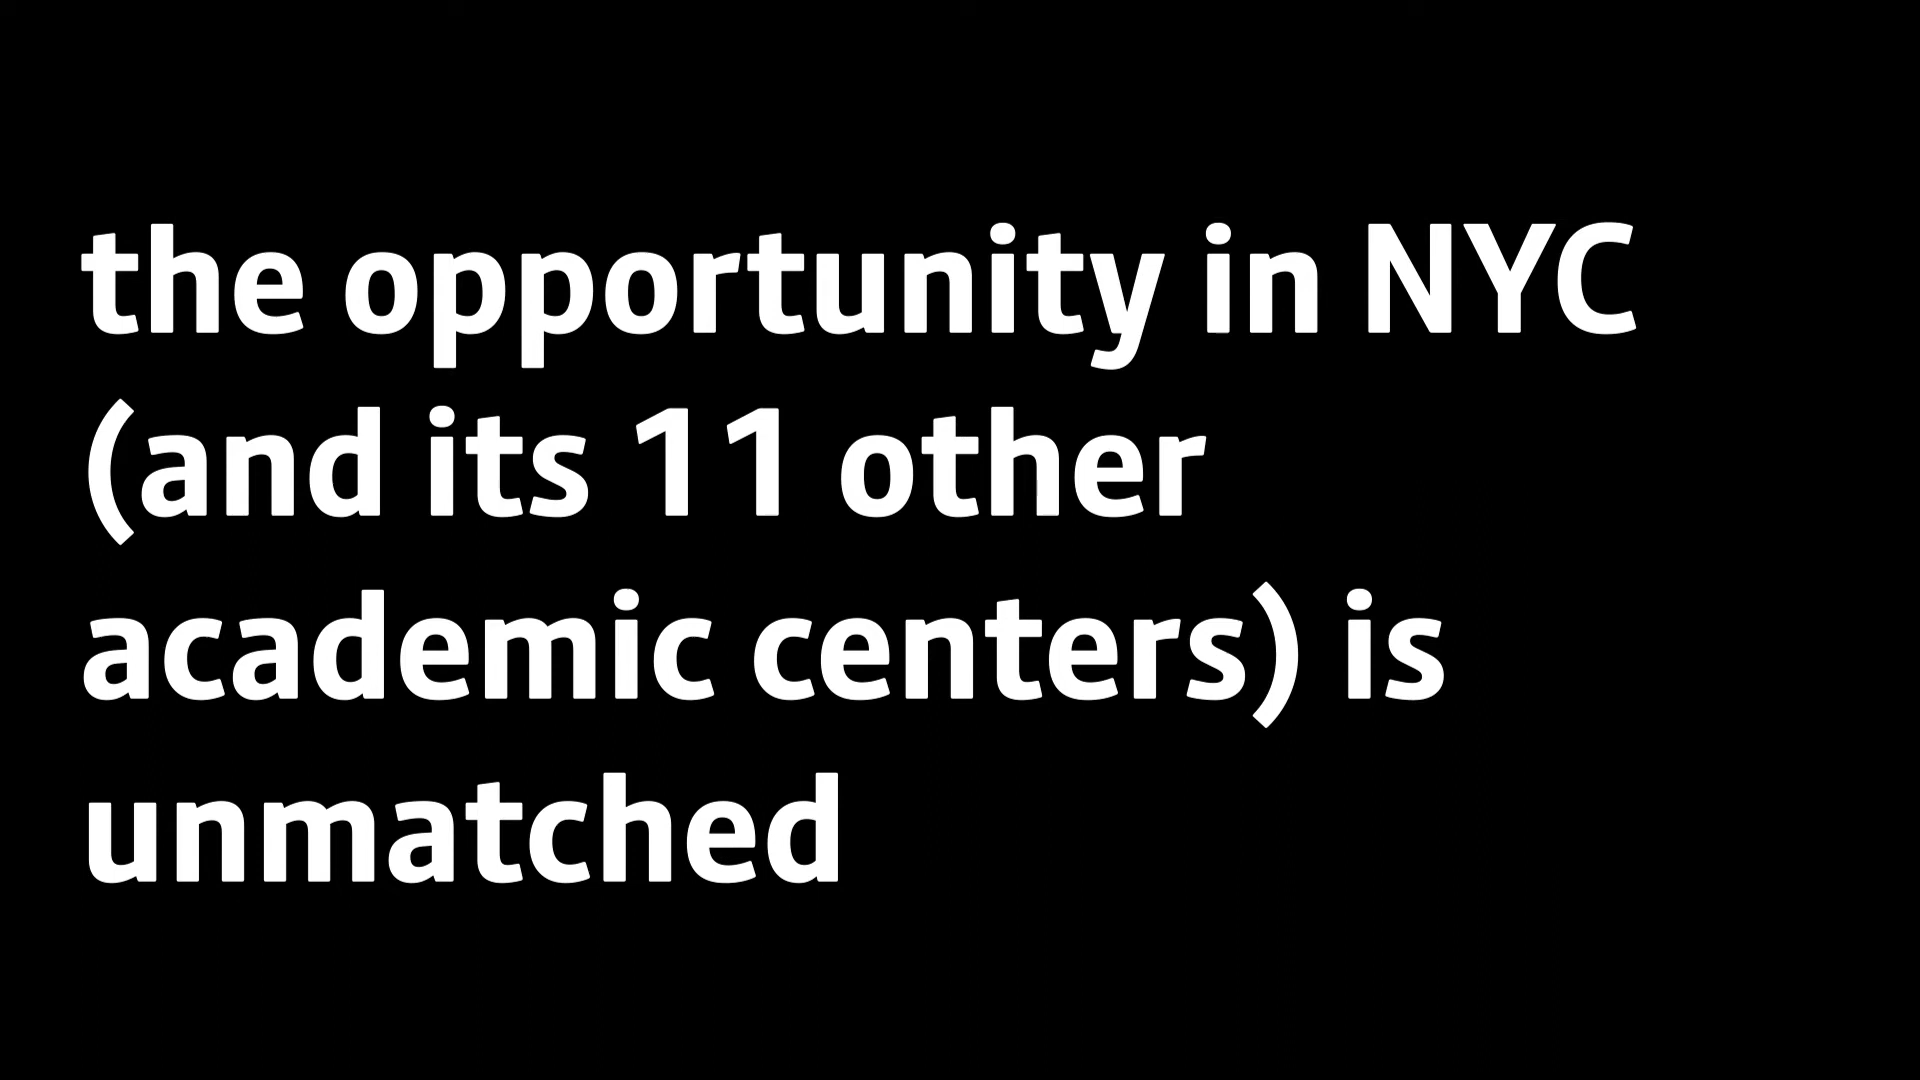 the opportunity in NYC
(and its 11 other
academic centers) is
unmatched